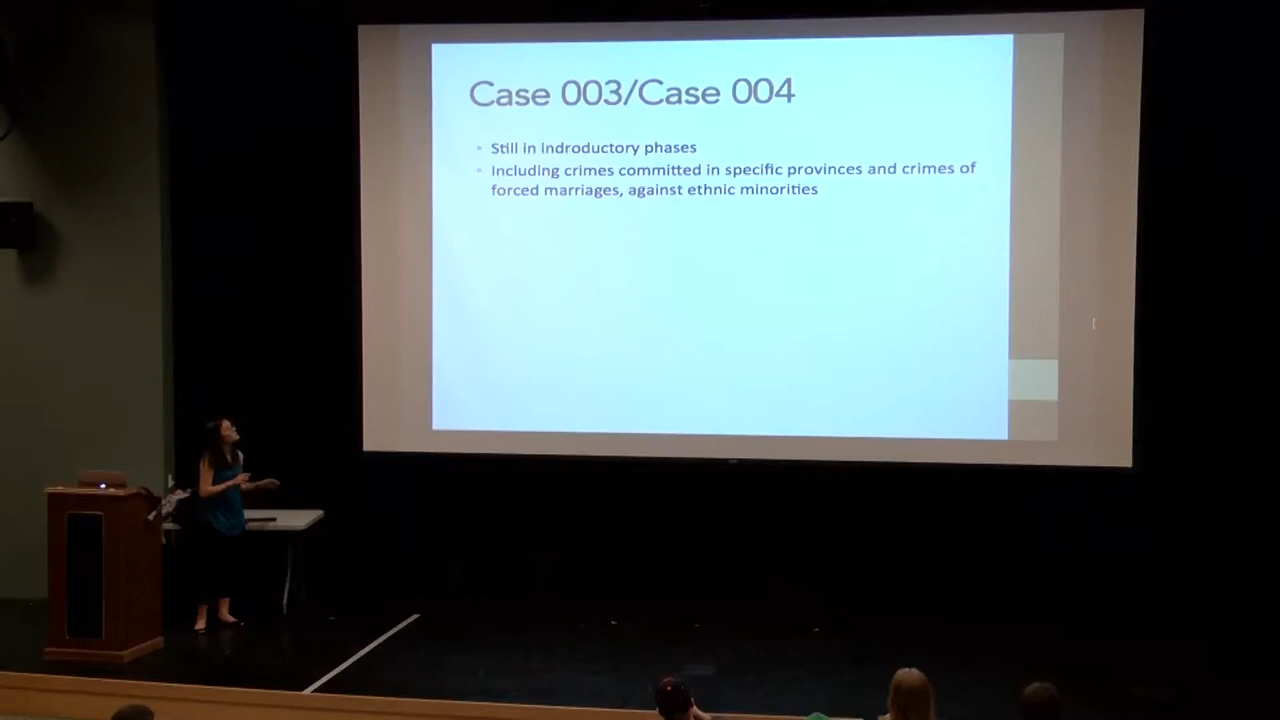 Case 003/Case 004
Still in indroductory phases
Including crimes committed in specific provinces and crimes of
forced marriages, against ethnic minorities